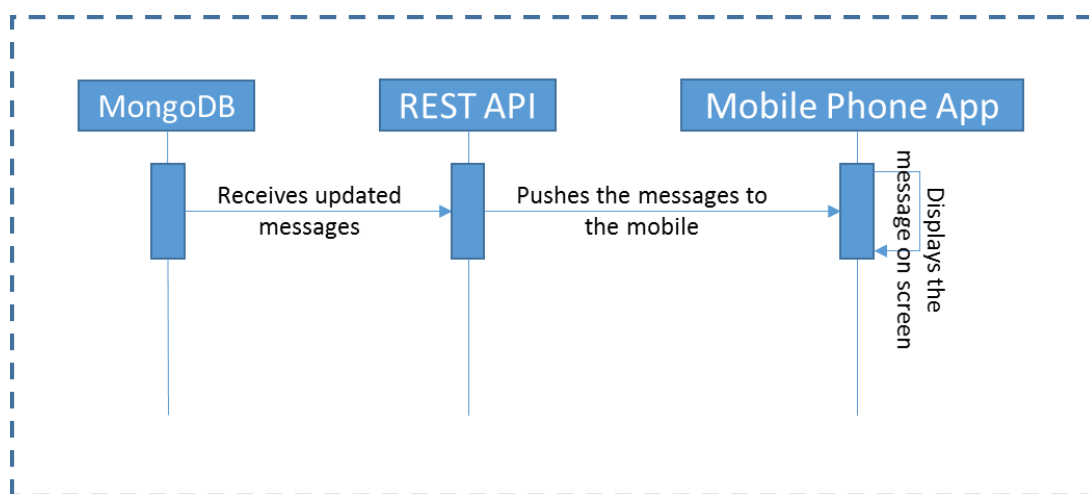 MongoDB
REST API
Mobile Phone App
Receives updated
messages
Pushes the messages to
the mobile
Displays the
message on screen